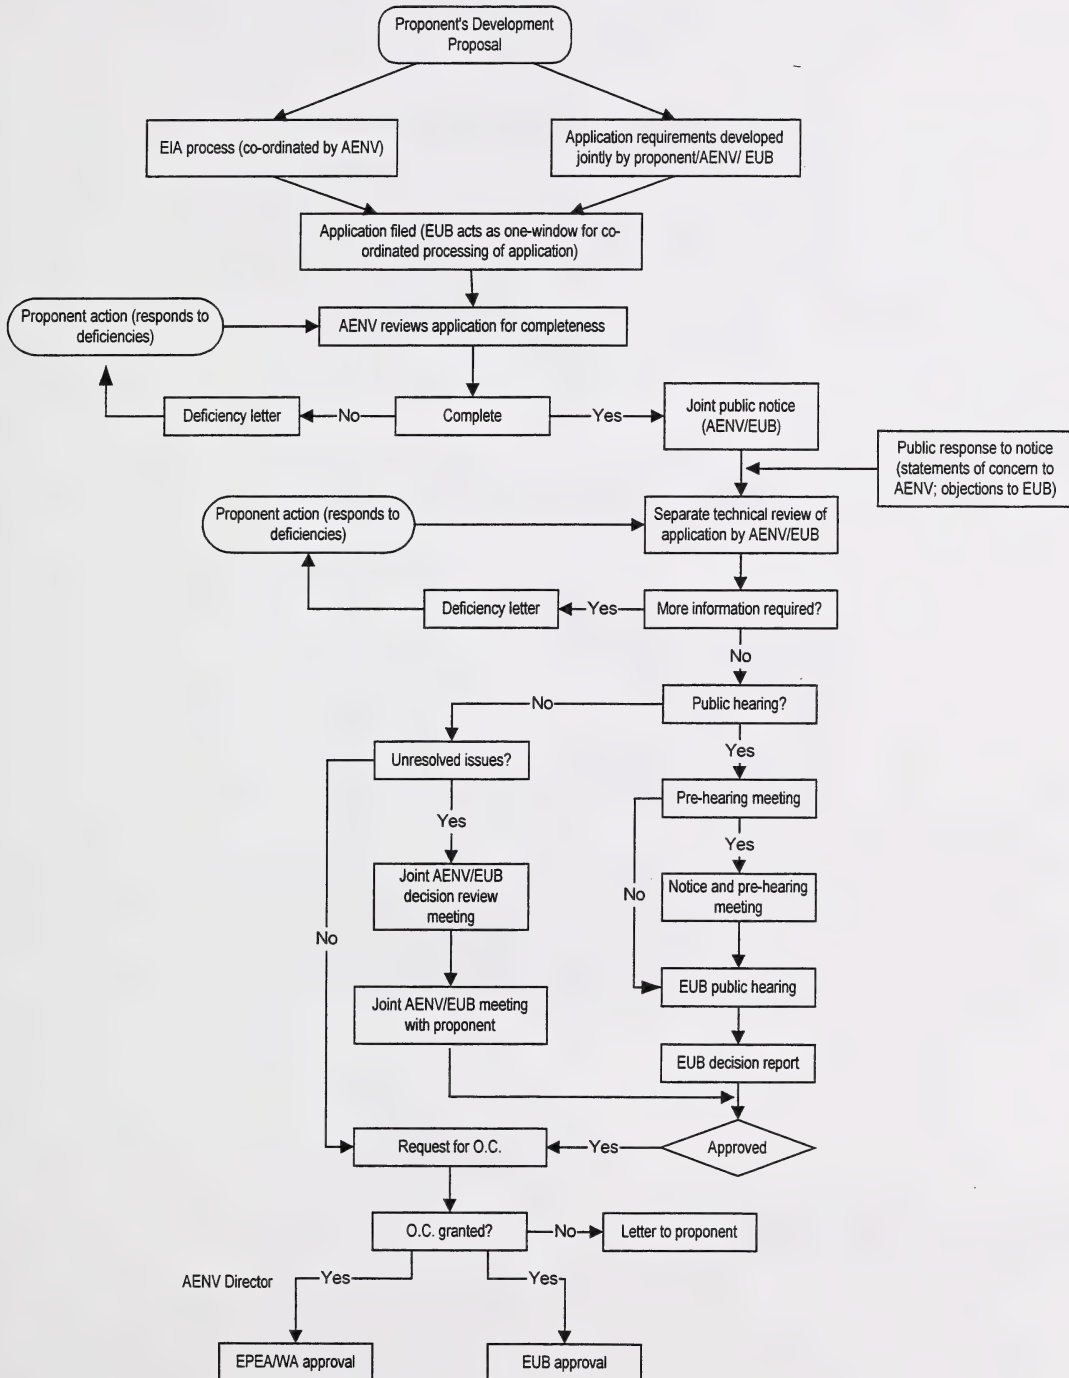 Proponent's Development
Proposal
EIA process (co-ordinated by AENV)
Application requirements developed
jointly by proponent/AENV/ EUB
Application filed (EUB acts as one-window for co-
ordinated processing of application)
Proponent action (responds to
deficiencies)
AENV reviews application for completeness
Deficiency letter
No
Complete
Yes
Joint public notice
(AENV/EUB)
Public response to notice
(statements of concern to
AENV; objections to EUB)
Proponent action (responds to
deficiencies)
Separate technical review of
application by AENV/EUB
Deficiency letter
Yes
More information required?
No
No
Public hearing?
Unresolved issues?
Yes
Pre-hearing meeting
Yes
Yes
Joint AENV/EUB
decision review
meeting
No
Notice and pre-hearing
meeting
No
EUB public hearing
Joint AENV/EUB meeting
with proponent
EUB decision report
Request for O.C.
Yes
Approved
O.C. granted?
No
Letter to proponent
AENV Director
Yes
Yes
EPEA/WA approval
EUB approval